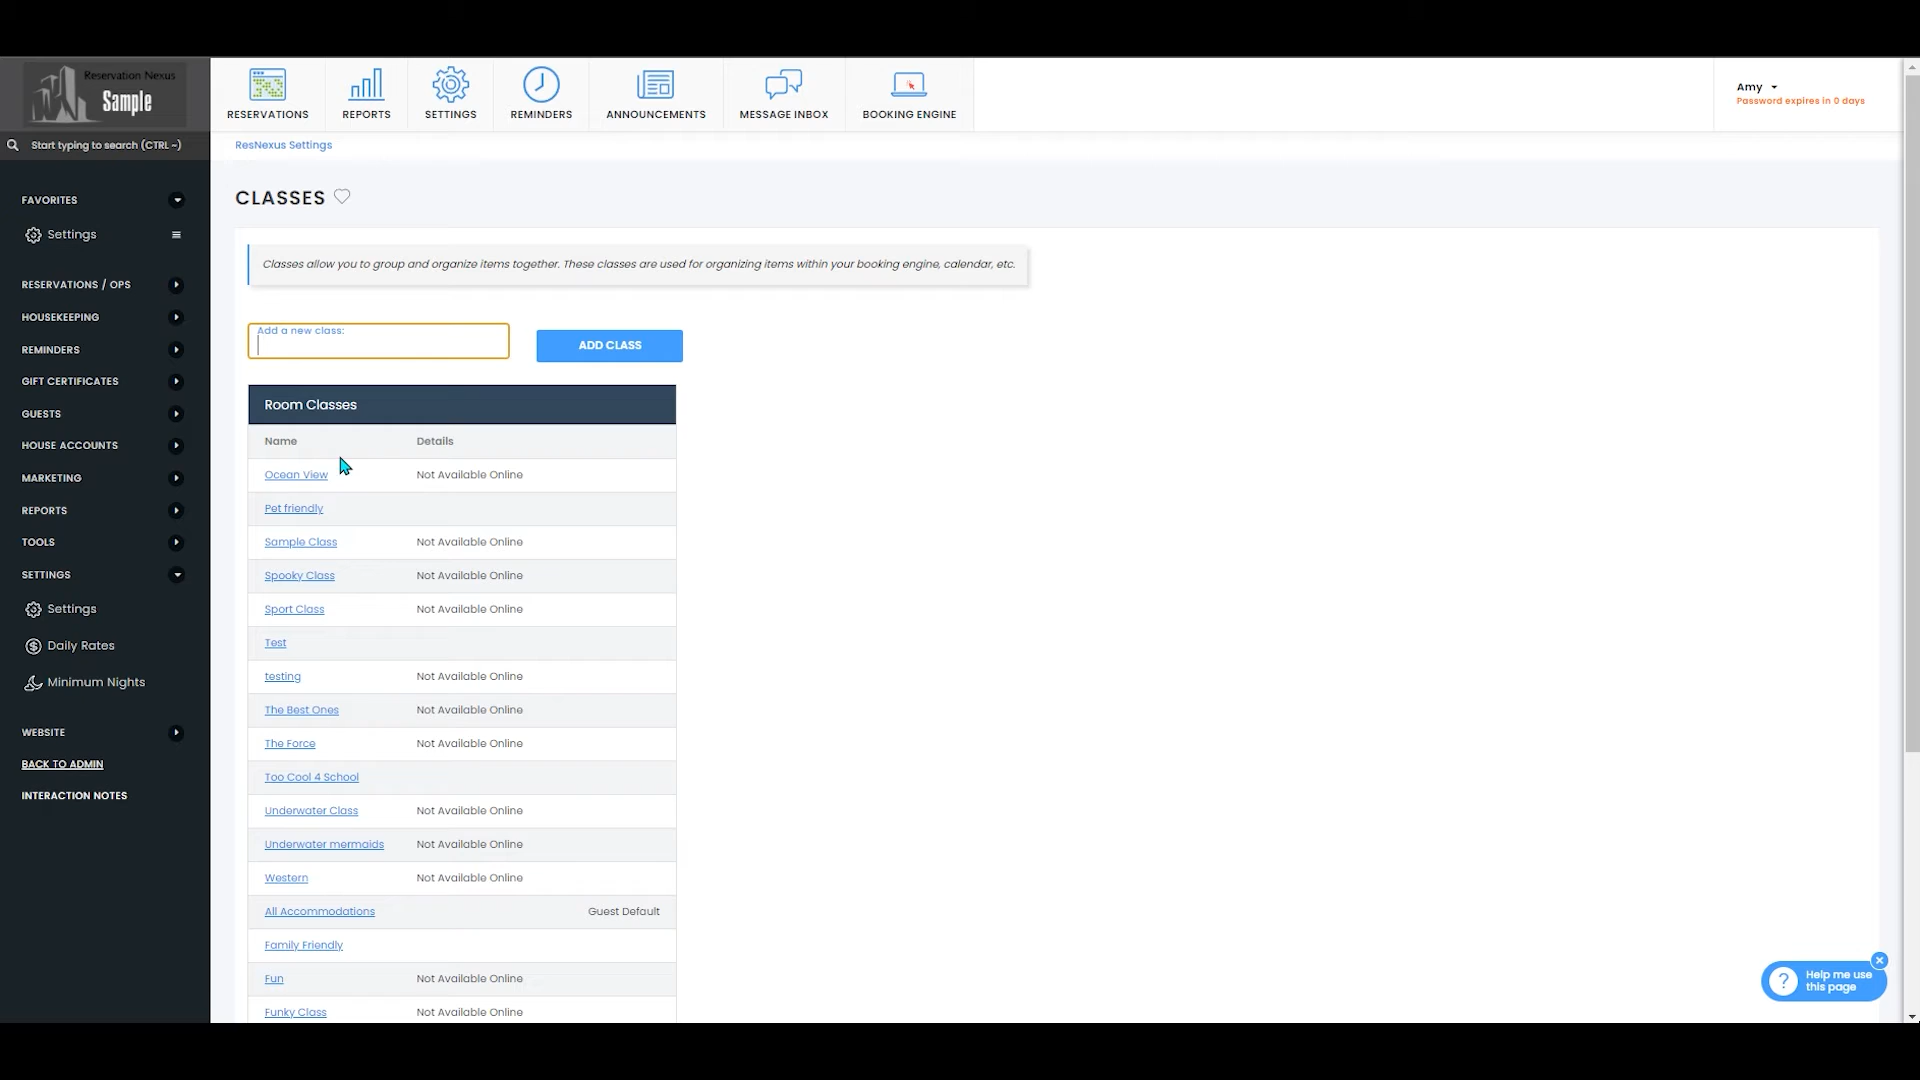 Reservation Nexus
Sample
RESERVATIONS
REPORTS
SETTINGS
REMINDERS
ANNOUNCEMENTS
MESSAGE INBOX
BOOKING ENGINE
Amy
Password expires in 0 days
Start typing to search (CTRL ~)
FAVORITES
Settings
RESERVATIONS / OPS
HOUSEKEEPING
REMINDERS
GIFT CERTIFICATES
GUESTS
HOUSE ACCOUNTS
MARKETING
REPORTS
TOOLS
SETTINGS
Settings
Daily Rates
Minimum Nights
WEBSITE
BACK TO ADMIN
INTERACTION NOTES
ResNexus Settings
CLASSES
Classes allow you to group and organize items together. These classes are used for organizing items within your booking engine, calendar, etc.
Add a new class:
ADD CLASS
Room Classes
Name Details
Ocean View Not Available Online
Pet friendly
Sample Class Not Available Online
Spooky Class Not Available Online
Sport Class Not Available Online
Test
testing Not Available Online
The Best Ones Not Available Online
The Force Not Available Online
Too Cool 4 School
Underwater Class Not Available Online
Underwater mermaids Not Available Online
Western Not Available Online
All Accommodations Guest Default
Family Friendly
Fun Not Available Online
Funky Class Not Available Online
? Help me use
this page